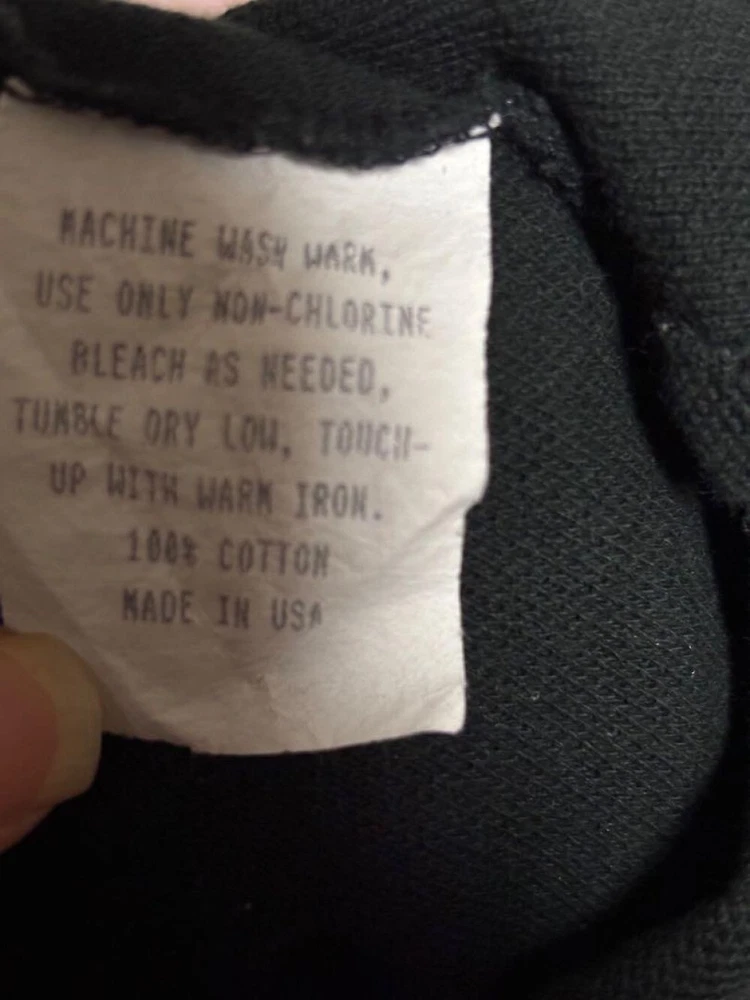 MACHINE WASH WARM,
USE ONLY NON-CHLORINE
BLEACH AS NEEDED,
TUMBLE DRY LOW, TOUCH-
UP WITH WARM IRON.
100% COTTON
MADE IN USA